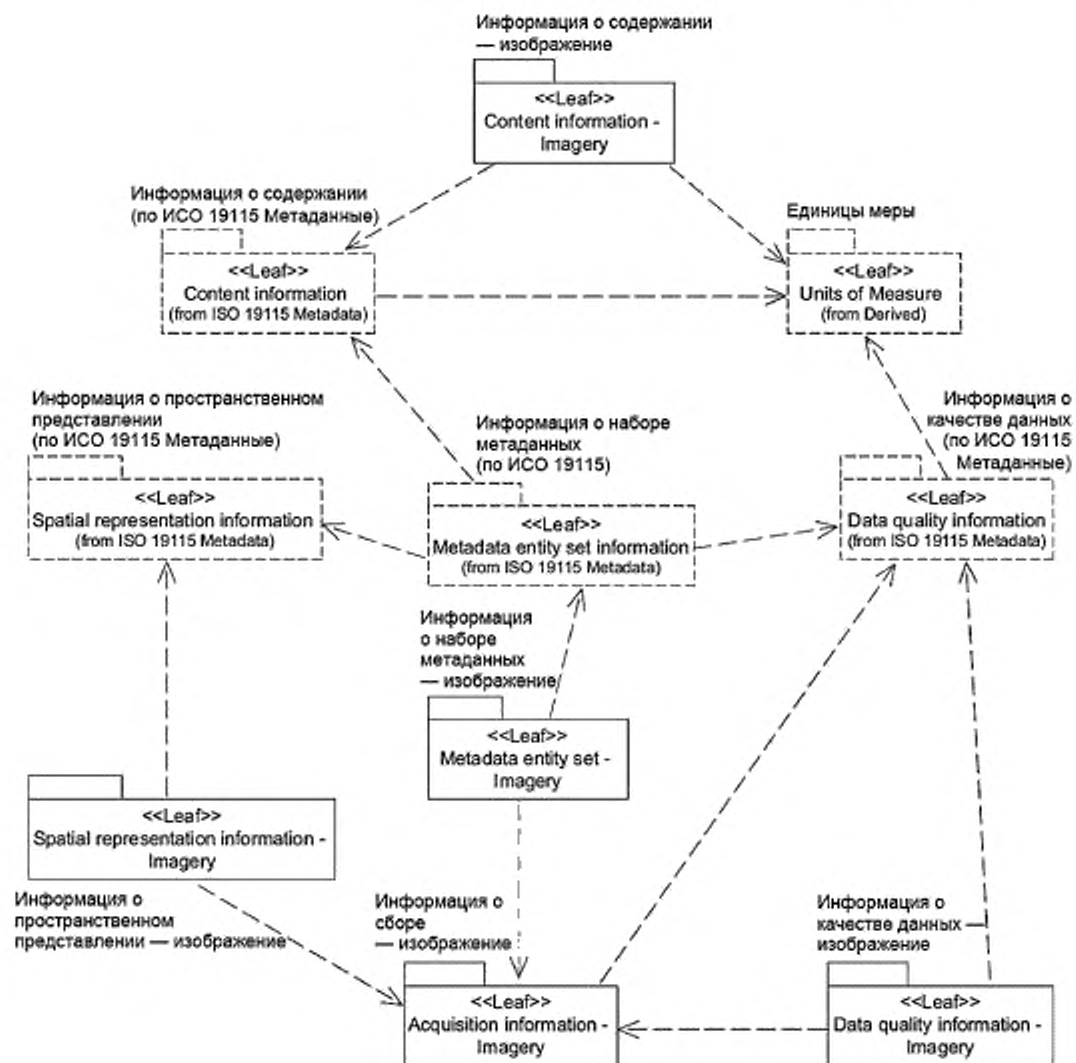 Информация о содержании
— изображение
<<Leaf>>
Content information -
Imagery
Информация о содержании
(по ИСО 19115 Метаданные)
<<Leaf>>
Content information
(from ISO 19115 Metadata)
Единицы меры
<<Leaf>>
Units of Measure
(from Derived)
Информация о пространственном
представлении
(по ИСО 19115 Метаданные)
<<Leaf>>
Spatial representation information
(from ISO 19115 Metadata)
Информация о наборе
метаданных
(по ИСО 19115)
<<Leaf>>
Metadata entity set information
(from ISO 19115 Metadata)
Информация о
качестве данных
(по ИСО 19115
Метаданные)
<<Leaf>>
Data quality information
(from ISO 19115 Metadata)
Информация
о наборе
метаданных
— изображение
<<Leaf>>
Metadata entity set -
Imagery
<<Leaf>>
Spatial representation information -
Imagery
Информация о
пространственном
представлении — изображение
Информация о
сборе
— изображение
<<Leaf>>
Acquisition information -
Imagery
Информация о
качестве данных —
изображение
<<Leaf>>
Data quality information -
Imagery